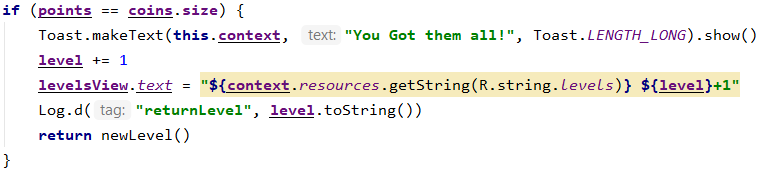 if (points == coins.size) {
Toast.makeText(this.context, text: "You Got them all!", Toast.LENGTH_LONG).show()
level += 1
levelsView.text = "${context.resources.getString(R.string.levels)} ${level}+1"
Log.d( tag: "returnLevel", level.toString())
return newLevel()
}